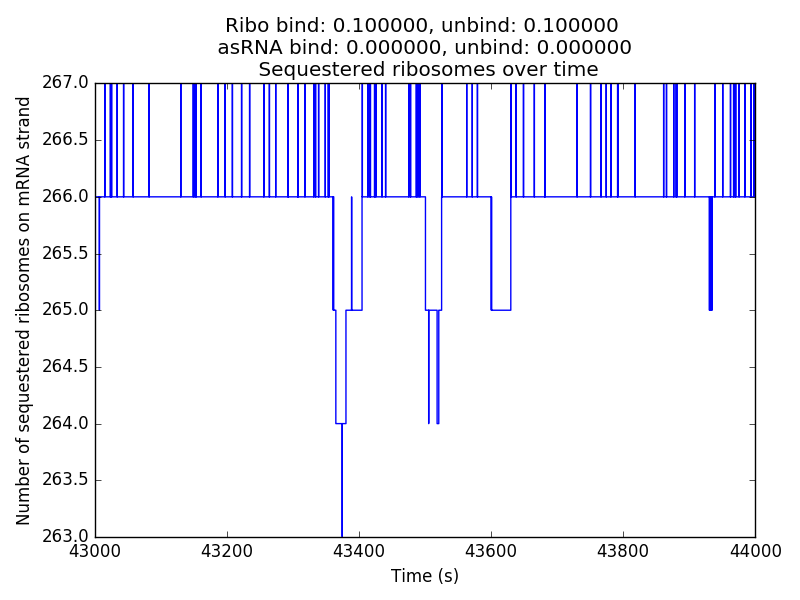 Ribo bind: 0.100000, unbind: 0.100000
asRNA bind: 0.000000, unbind: 0.000000
Sequestered ribosomes over time
Number of sequestered ribosomes on mRNA strand
267.0
266.5
266.0
265.5
265.0
264.5
264.0
263.5
263.0
43000 43200 43400 43600 43800 44000
Time (s)